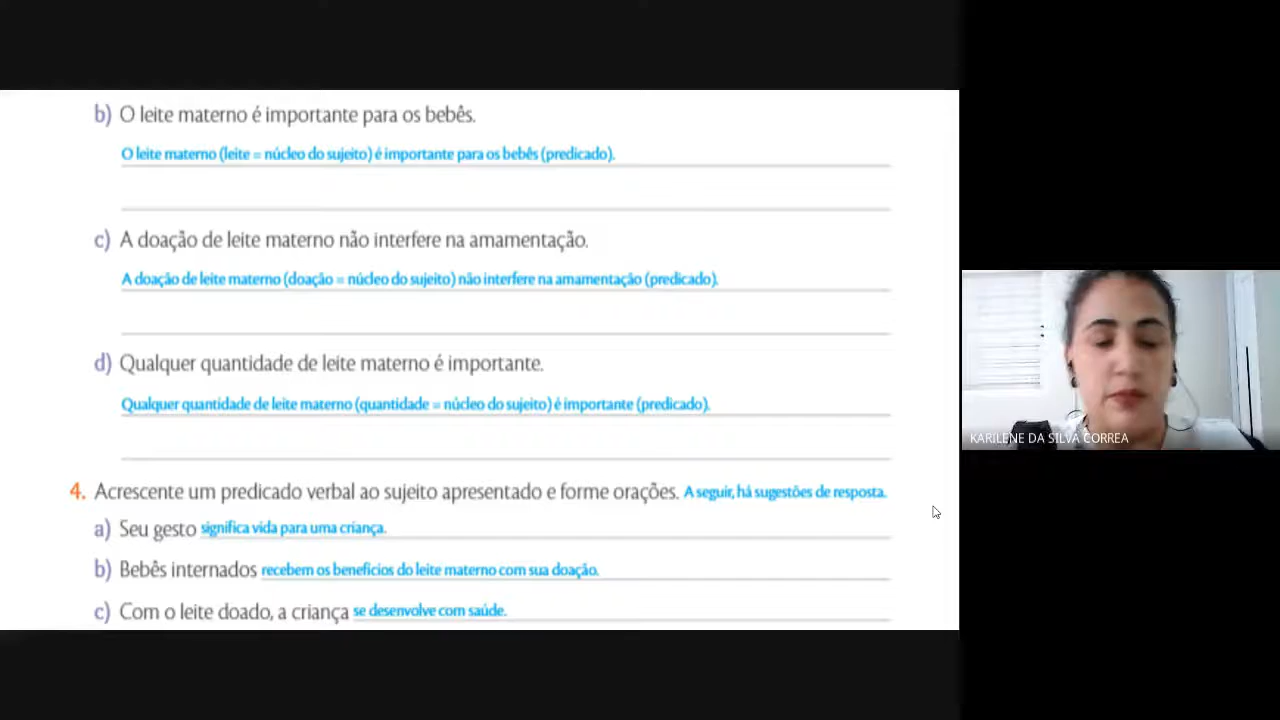 b) O leite materno é importante para os bebês.
O leite materno (leite = núcleo do sujeito) é importante para os bebês (predicado).
c) A doação de leite materno não interfere na amamentação.
A doação de leite materno (doação = núcleo do sujeito) não interfere na amamentação (predicado).
d) Qualquer quantidade de leite materno é importante.
Qualquer quantidade de leite materno (quantidade = núcleo do sujeito) é importante (predicado).
4. Acrescente um predicado verbal ao sujeito apresentado e forme orações. A seguir, há sugestões de resposta.
a) Seu gesto significa vida para uma criança.
b) Bebês internados recebem os benefícios do leite materno com sua doação.
c) Com o leite doado, a criança se desenvolve com saúde.
KARILENE DA SILVA CORREA